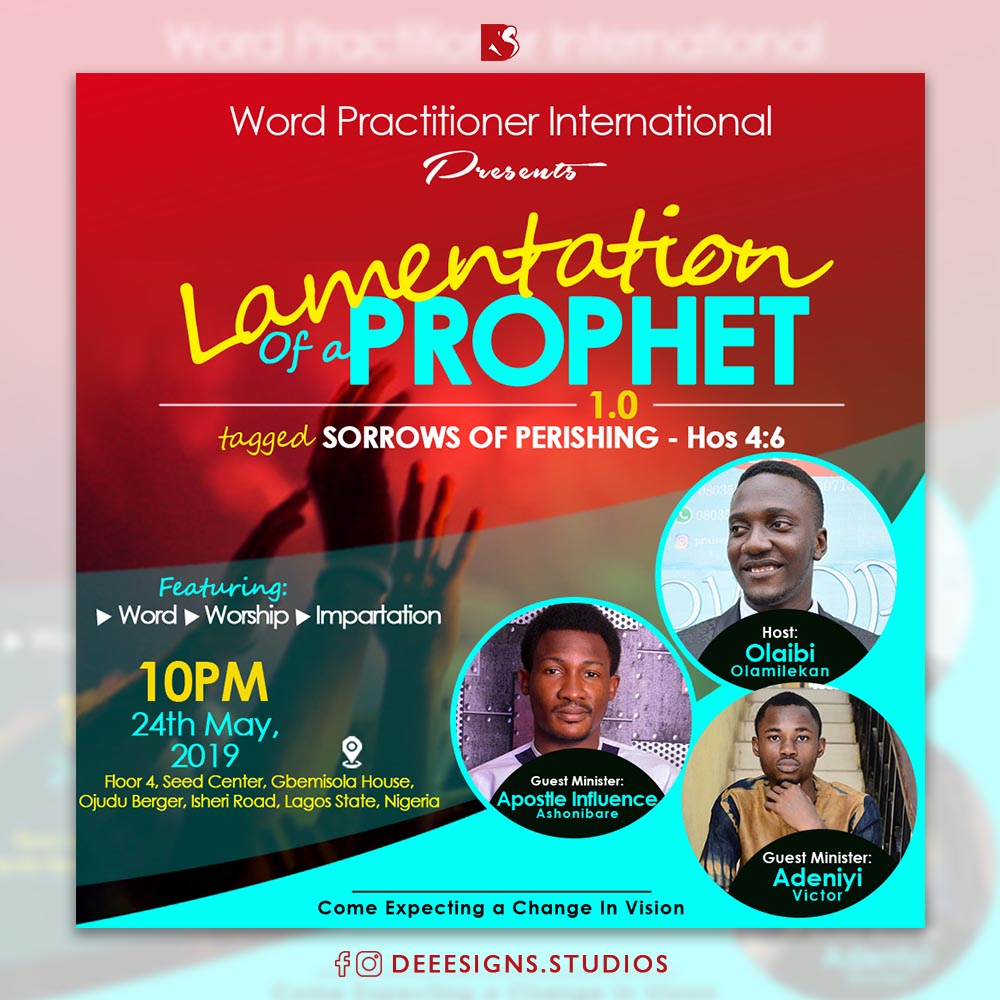 Word Practitioner International
Presents
Lamentation
Of a PROPHET
1.0
tagged SORROWS OF PERISHING - Hos 4:6
Featuring:
Word Worship Impartation
10PM
24th May,
2019
Floor 4, Seed Center, Gbemisola House,
Ojudu Berger, Isheri Road, Lagos State, Nigeria
Host:
Olaibi
Olamilekan
Guest Minister:
Apostle Influence
Ashonibare
Guest Minister:
Adeniyi
Victor
Come Expecting a Change In Vision
DEEESIGNS.STUDIOS